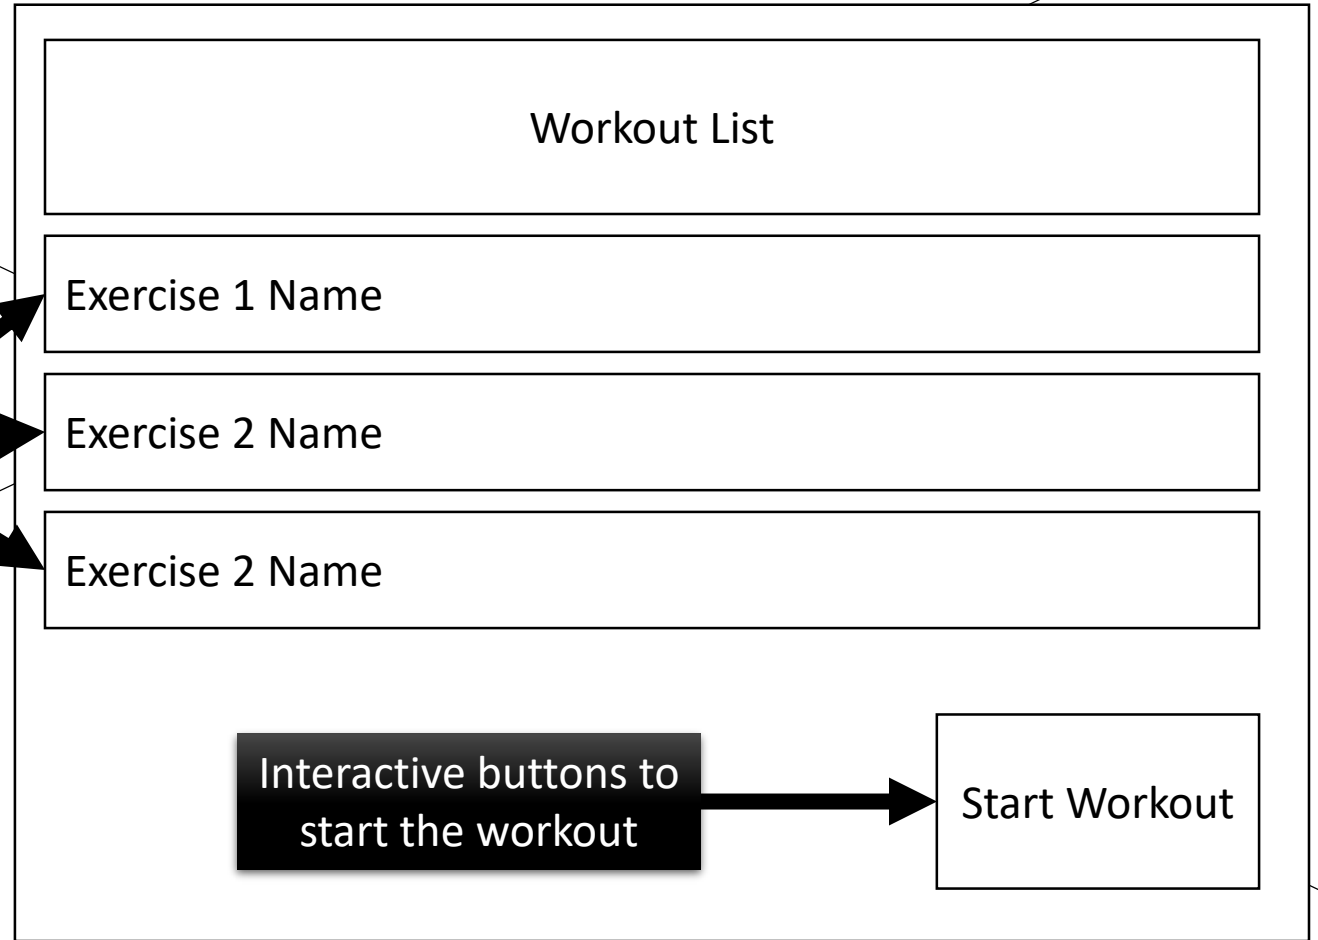 Workout List
Exercise 1 Name
Exercise 2 Name
Exercise 2 Name
Interactive buttons to
start the workout
Start Workout